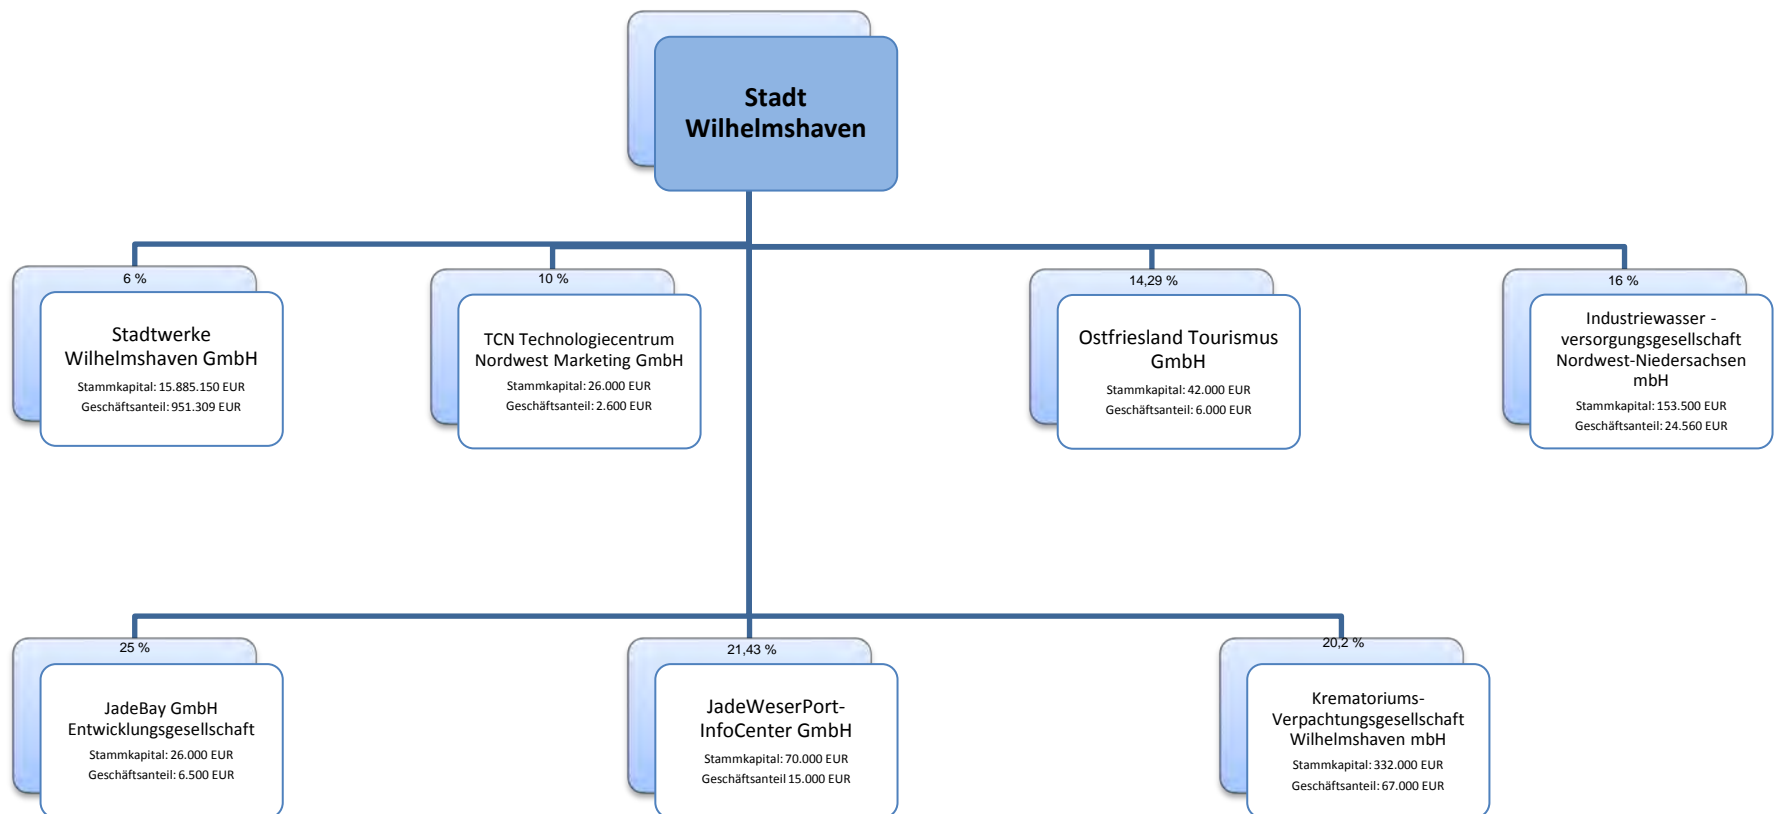 Stadt
Wilhelmshaven
6 %
Stadtwerke
Wilhelmshaven GmbH
Stammkapital: 15.885.150 EUR
Geschäftsanteil: 951.309 EUR
10 %
TCN Technologiecentrum
Nordwest Marketing GmbH
Stammkapital: 26.000 EUR
Geschäftsanteil: 2.600 EUR
14,29 %
Ostfriesland Tourismus
GmbH
Stammkapital: 42.000 EUR
Geschäftsanteil: 6.000 EUR
16 %
Industriewasser -
versorgungsgesellschaft
Nordwest-Niedersachsen
mbH
Stammkapital: 153.500 EUR
Geschäftsanteil: 24.560 EUR
25 %
JadeBay GmbH
Entwicklungsgesellschaft
Stammkapital: 26.000 EUR
Geschäftsanteil: 6.500 EUR
21,43 %
JadeWeserPort-
InfoCenter GmbH
Stammkapital: 70.000 EUR
Geschäftsanteil 15.000 EUR
20,2 %
Krematoriums-
Verpachtungsgesellschaft
Wilhelmshaven mbH
Stammkapital: 332.000 EUR
Geschäftsanteil: 67.000 EUR